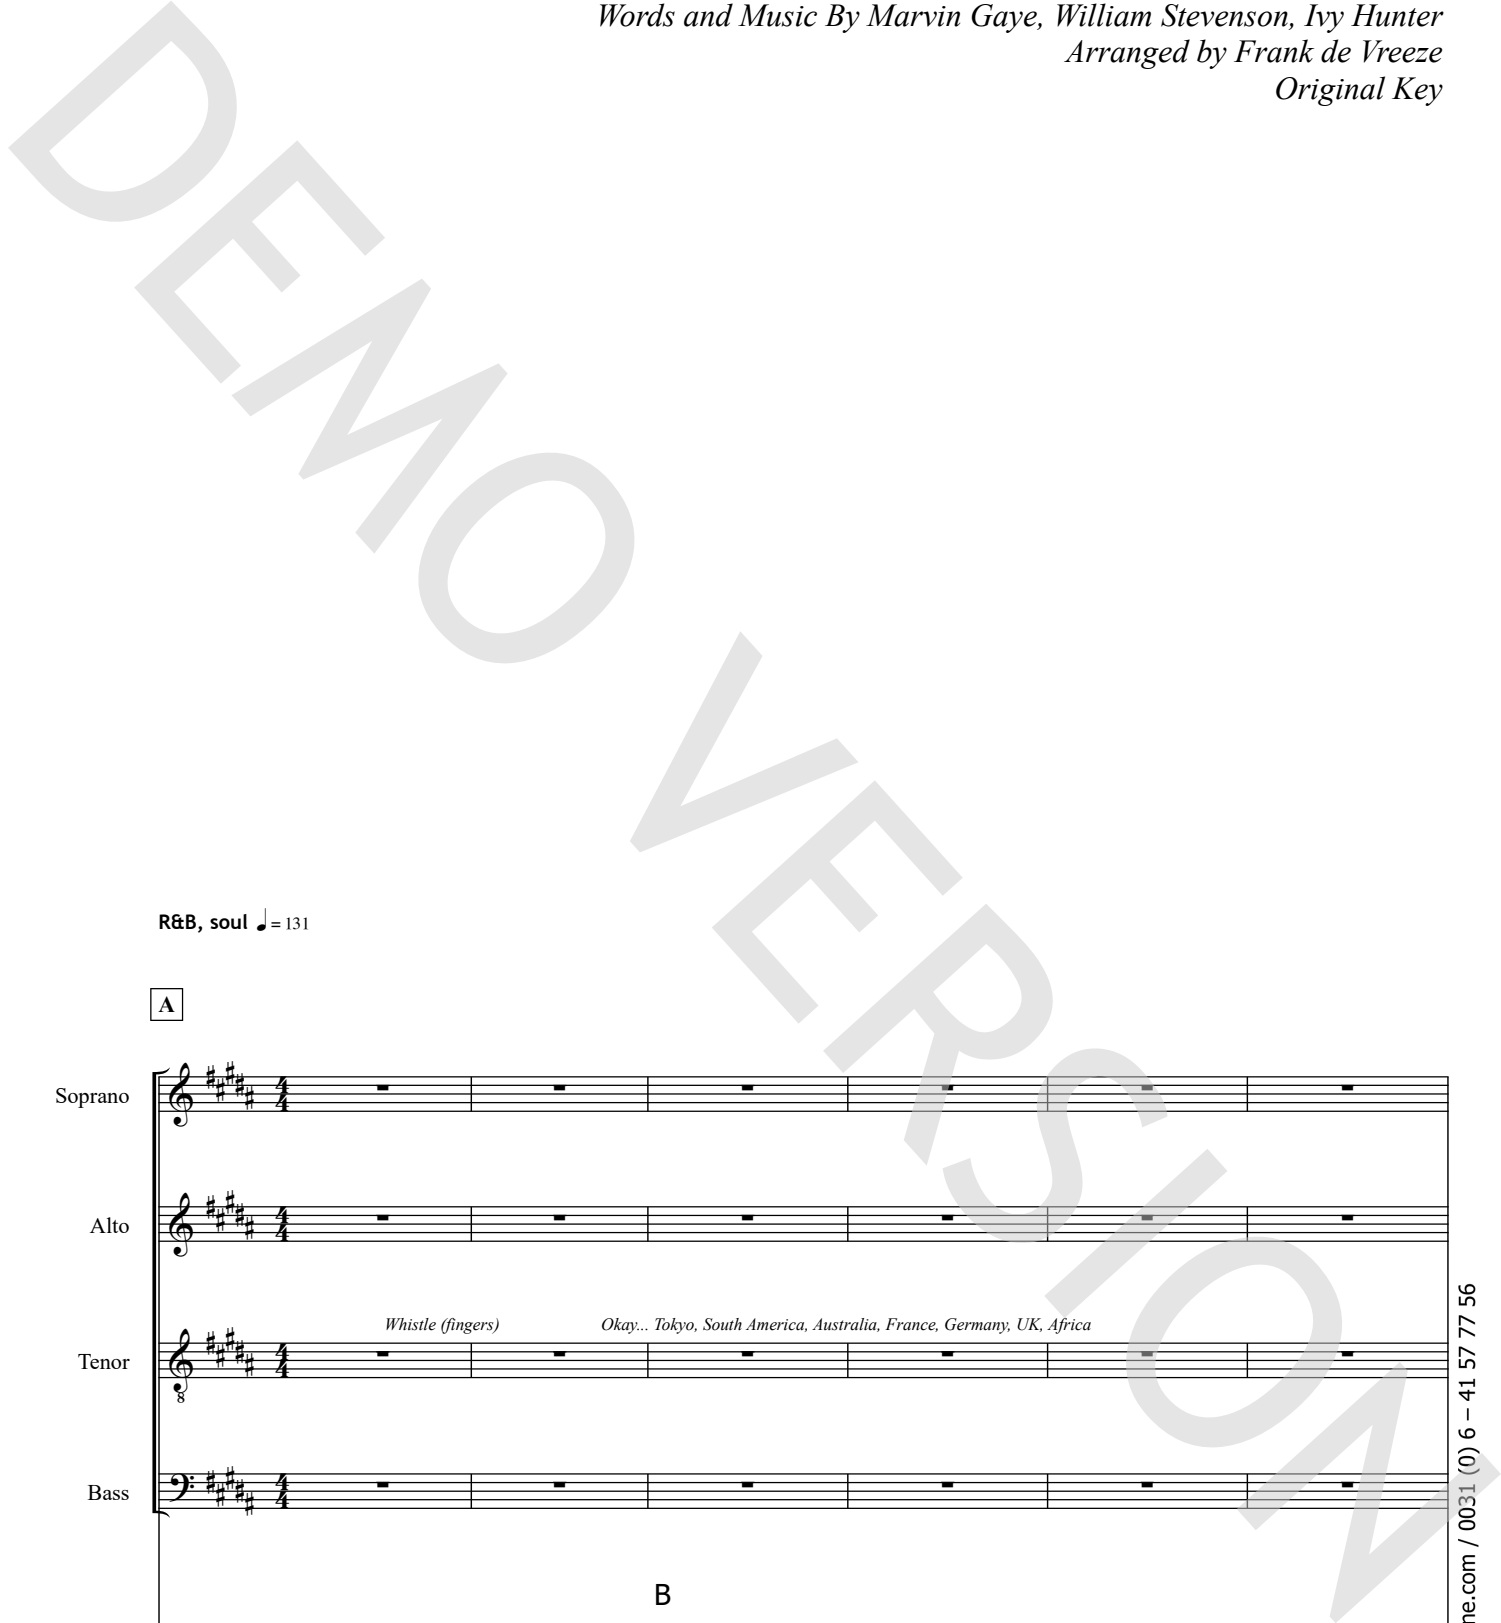 Words and Music By Marvin Gaye, William Stevenson, Ivy Hunter
Arranged by Frank de Vreeze
Original Key
DEMO VERSION
R&B, soul ♩ = 131
A
Soprano
Alto
Whistle (fingers) Okay... Tokyo, South America, Australia, France, Germany, UK, Africa
Tenor
8
Bass
B
ne.com / 0031 (0) 6 – 41 57 77 56